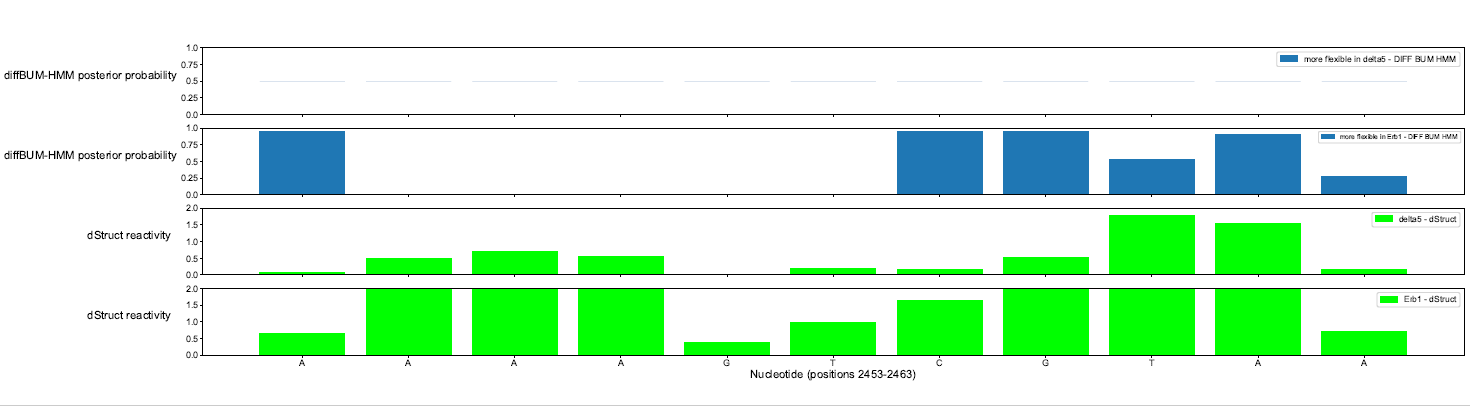 diffBUM-HMM posterior probability
1.0
0.75
0.5
0.25
0.0
more flexible in delta5 - DIFF BUM HMM
diffBUM-HMM posterior probability
1.0
0.75
0.5
0.25
0.0
more flexible in Erb1 - DIFF BUM HMM
dStruct reactivity
2.0
1.5
1.0
0.5
0.0
delta5 - dStruct
dStruct reactivity
2.0
1.5
1.0
0.5
0.0
Erb1 - dStruct
A A A A G T C G T A A
Nucleotide (positions 2453-2463)